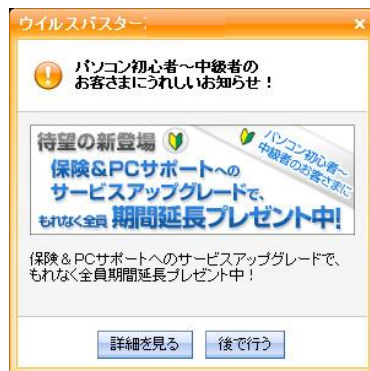 ウイルスバスター
パソコン初心者～中級者の
お客さまにうれしいお知らせ！
待望の新登場
パソコン初心者～
中級者のお客さまに
保険&PCサポートへの
サービスアップグレードで、
もれなく全員 期間延長プレゼント中!
保険＆PCサポートへのサービスアップグレードで、
もれなく全員期間延長プレゼント中！
詳細を見る
後で行う